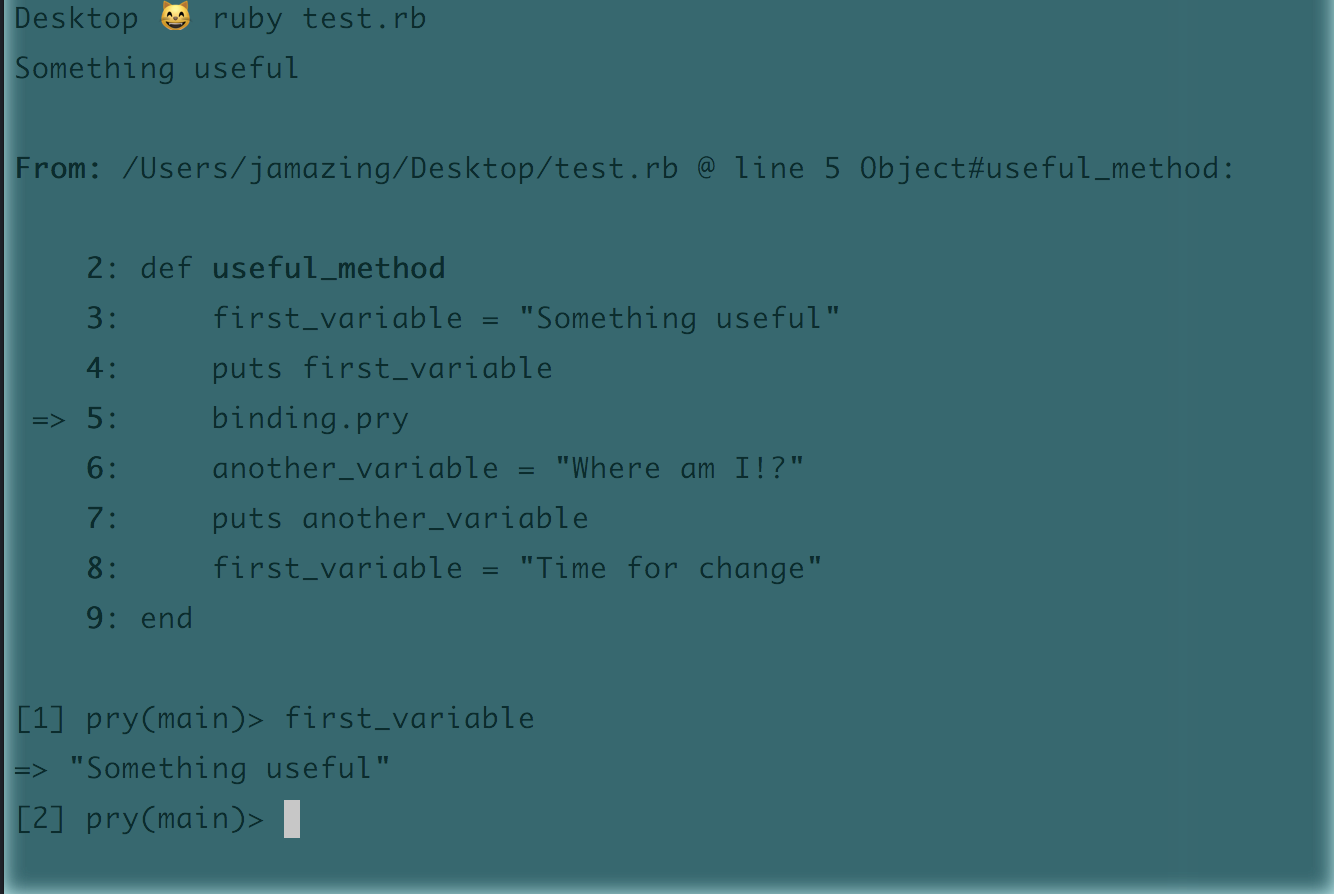 Desktop 😸 ruby test.rb
Something useful
From: /Users/jamazing/Desktop/test.rb @ line 5 Object#useful_method:
2: def useful_method
3: first_variable = "Something useful"
4: puts first_variable
=> 5: binding.pry
6: another_variable = "Where am I!?"
7: puts another_variable
8: first_variable = "Time for change"
9: end
[1] pry(main)> first_variable
=> "Something useful"
[2] pry(main)>